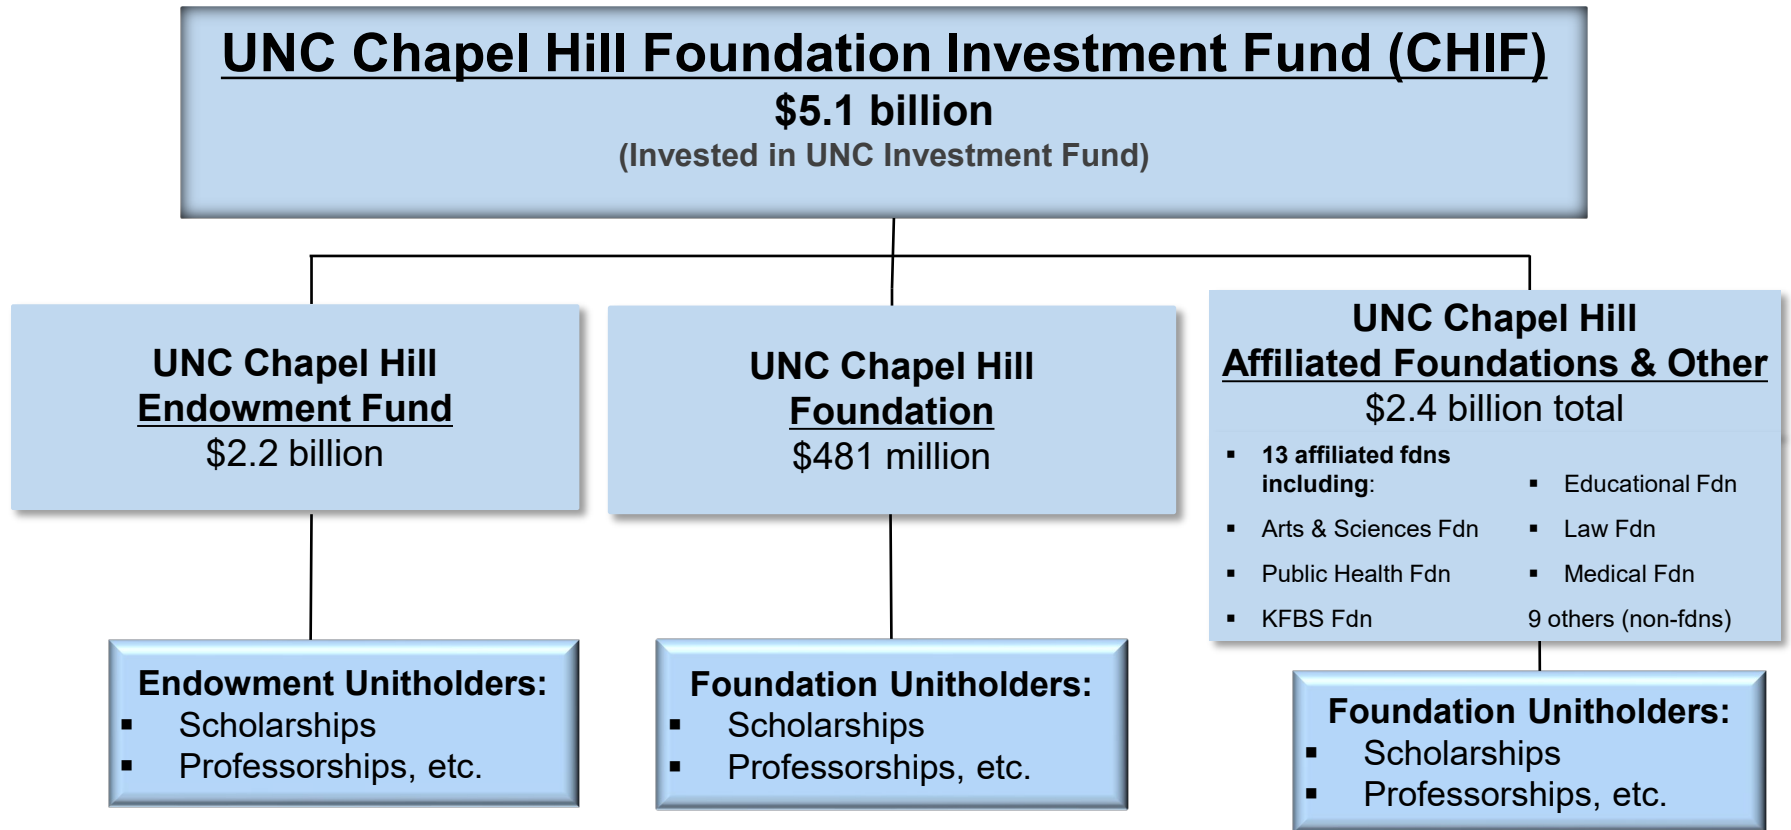 UNC Chapel Hill Foundation Investment Fund (CHIF)
$5.1 billion
(Invested in UNC Investment Fund)
UNC Chapel Hill
Endowment Fund
$2.2 billion
UNC Chapel Hill
Foundation
$481 million
UNC Chapel Hill
Affiliated Foundations & Other
$2.4 billion total
▪ 13 affiliated fdns
including:
▪ Arts & Sciences Fdn
▪ Public Health Fdn
▪ KFBS Fdn
▪ Educational Fdn
▪ Law Fdn
▪ Medical Fdn
9 others (non-fdns)
Endowment Unitholders:
▪ Scholarships
▪ Professorships, etc.
Foundation Unitholders:
▪ Scholarships
▪ Professorships, etc.
Foundation Unitholders:
▪ Scholarships
▪ Professorships, etc.